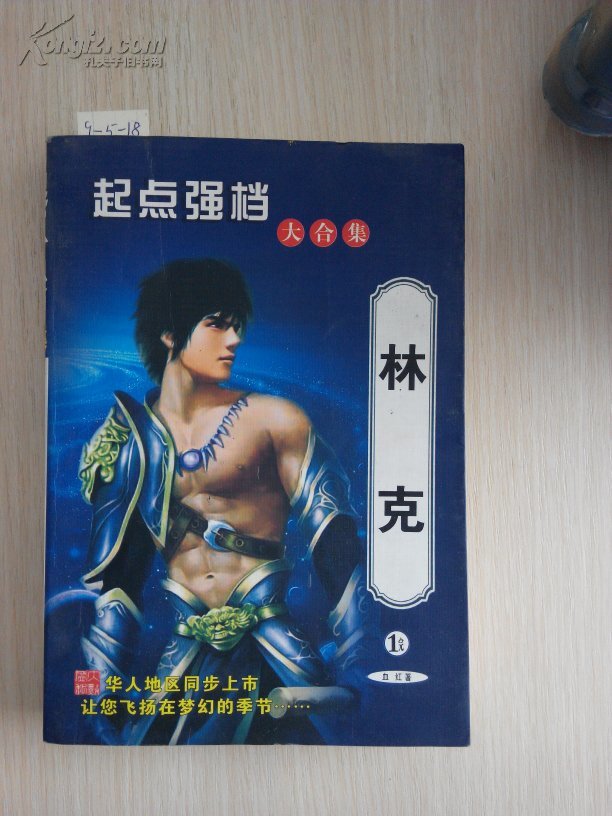 Kongfz.com
孔夫子旧书网
9-5-18
起点强档
大合集
林克
1
血红著
华人地区同步上市
让您飞扬在梦幻的季节……